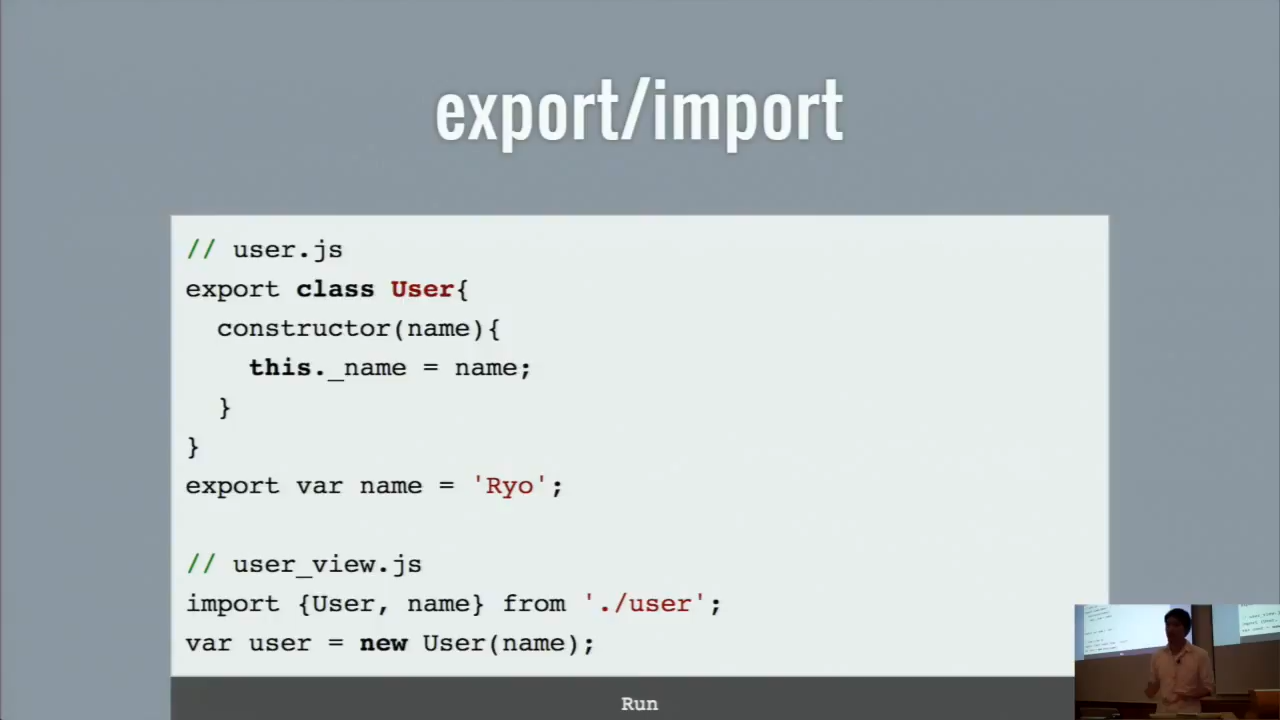 export/import
// user.js
export class User{
  constructor(name){
    this._name = name;
  }
}
export var name = 'Ryo';
// user_view.js
import {User, name} from './user';
var user = new User(name);
Run